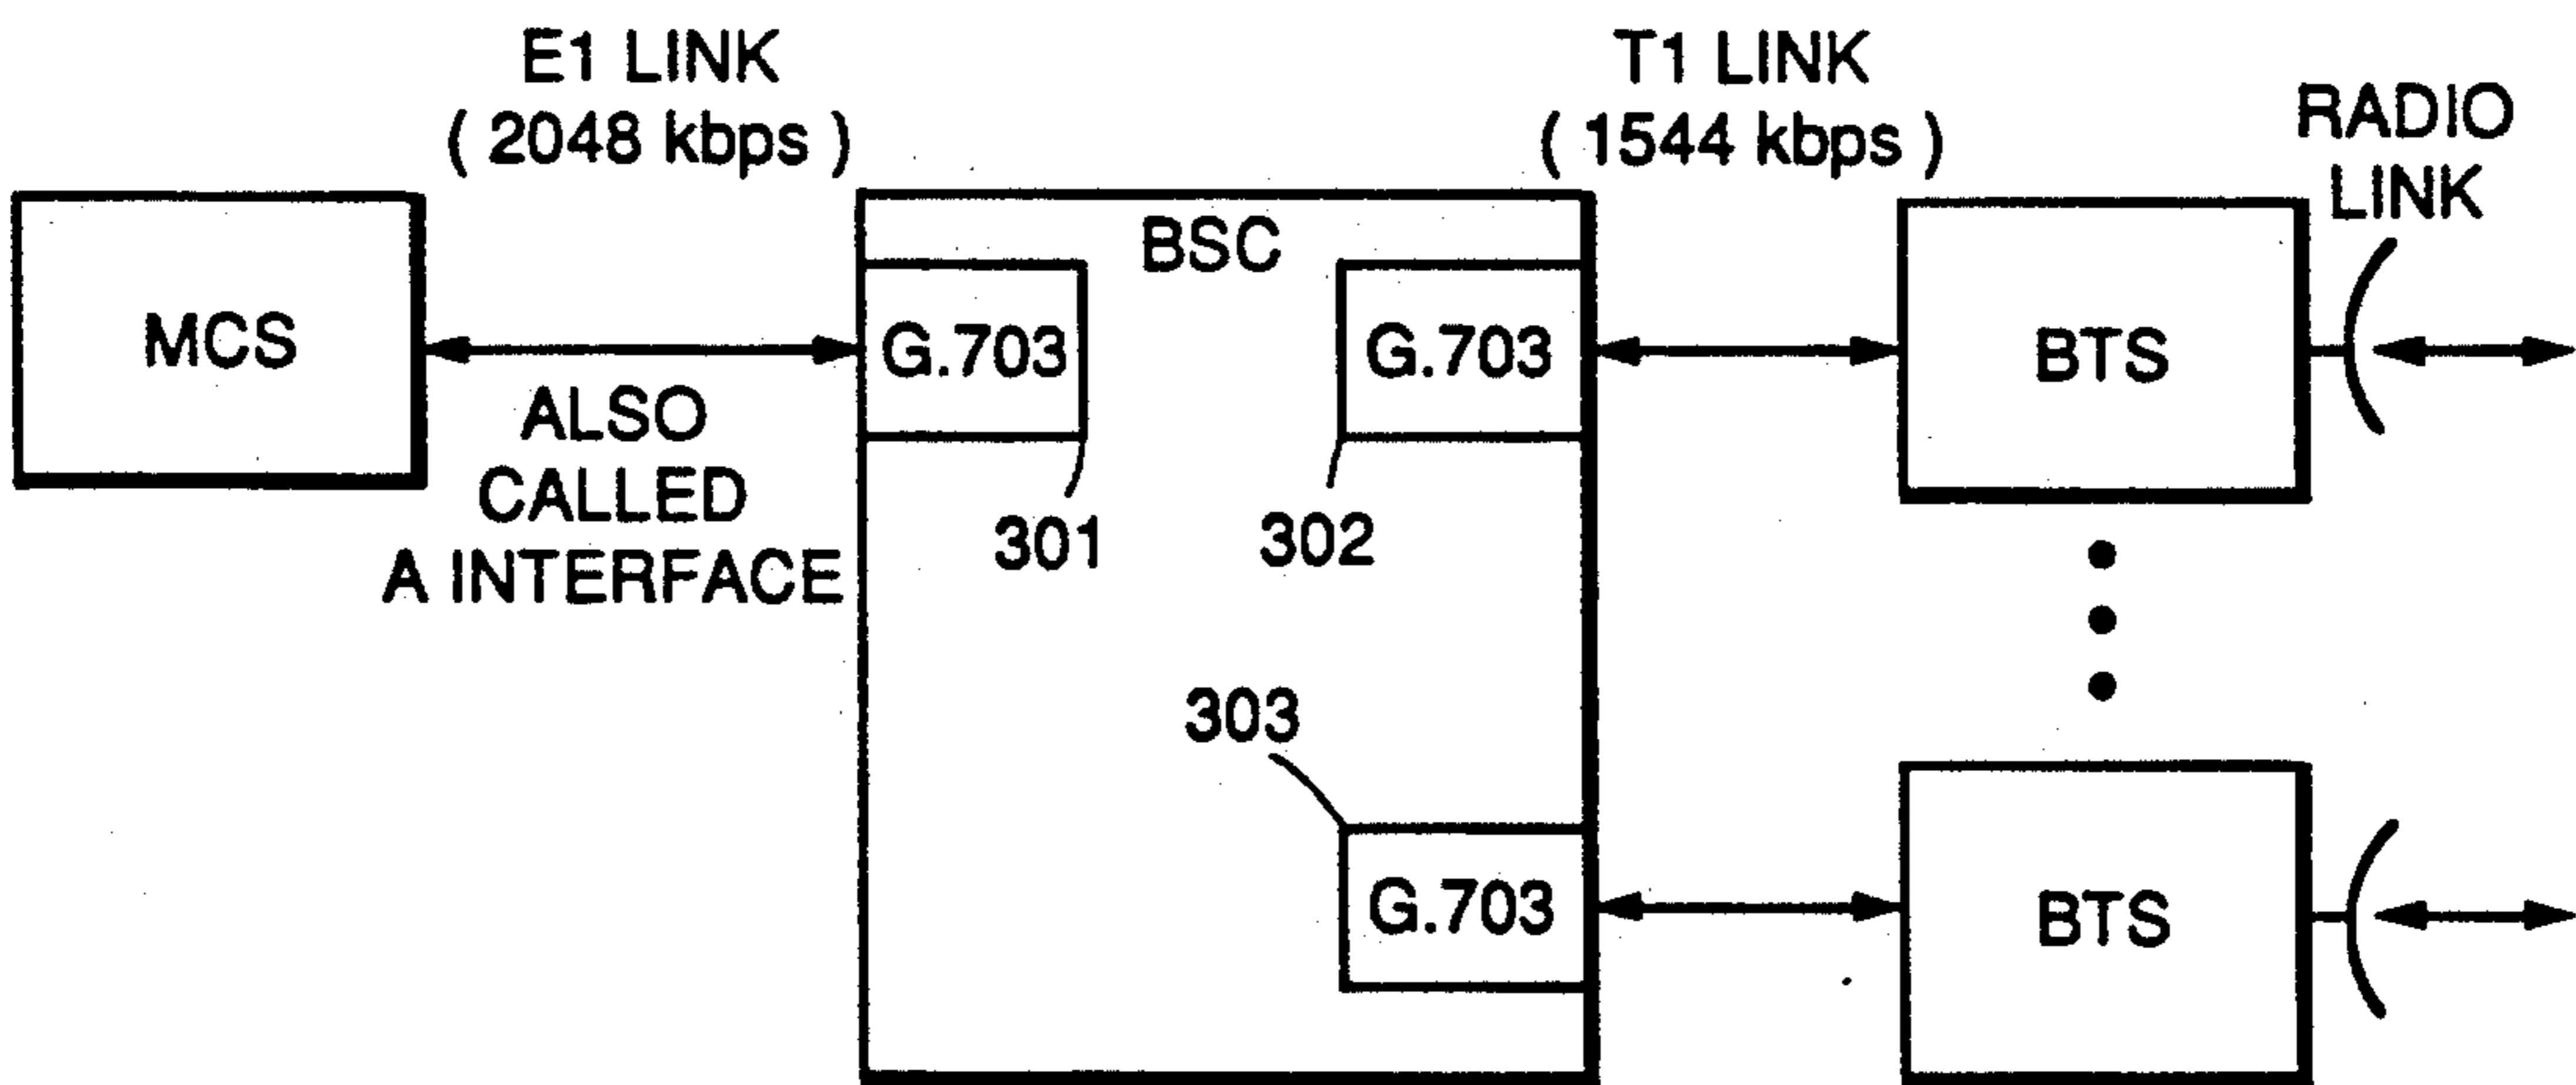 E1 LINK
( 2048 kbps )
T1 LINK
( 1544 kbps )
RADIO
LINK
MCS
ALSO
CALLED
A INTERFACE
BSC
G.703
301
G.703
302
BTS
303
G.703
BTS